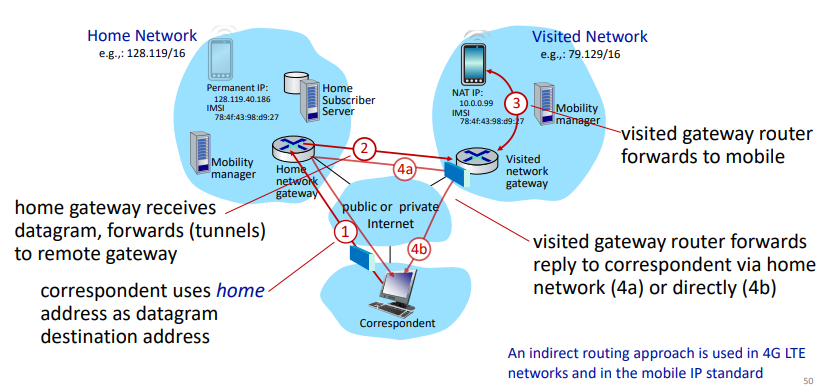 Home Network
e.g.,: 128.119/16
Visited Network
e.g.,: 79.129/16
Permanent IP:
128.119.40.186
IMSI
78:4f:43:98:d9:27
Home
Subscriber
Server
NAT IP:
10.0.0.99
IMSI
78:4f:43:98:d9:27
3
Mobility
manager
visited gateway router
forwards to mobile
Mobility
manager
Home
network
gateway
2
4a
Visited
network
gateway
public or private
Internet
home gateway receives
datagram, forwards (tunnels)
to remote gateway
1
4b
visited gateway router forwards
reply to correspondent via home
network (4a) or directly (4b)
correspondent uses home
address as datagram
destination address
Correspondent
An indirect routing approach is used in 4G LTE
networks and in the mobile IP standard
50